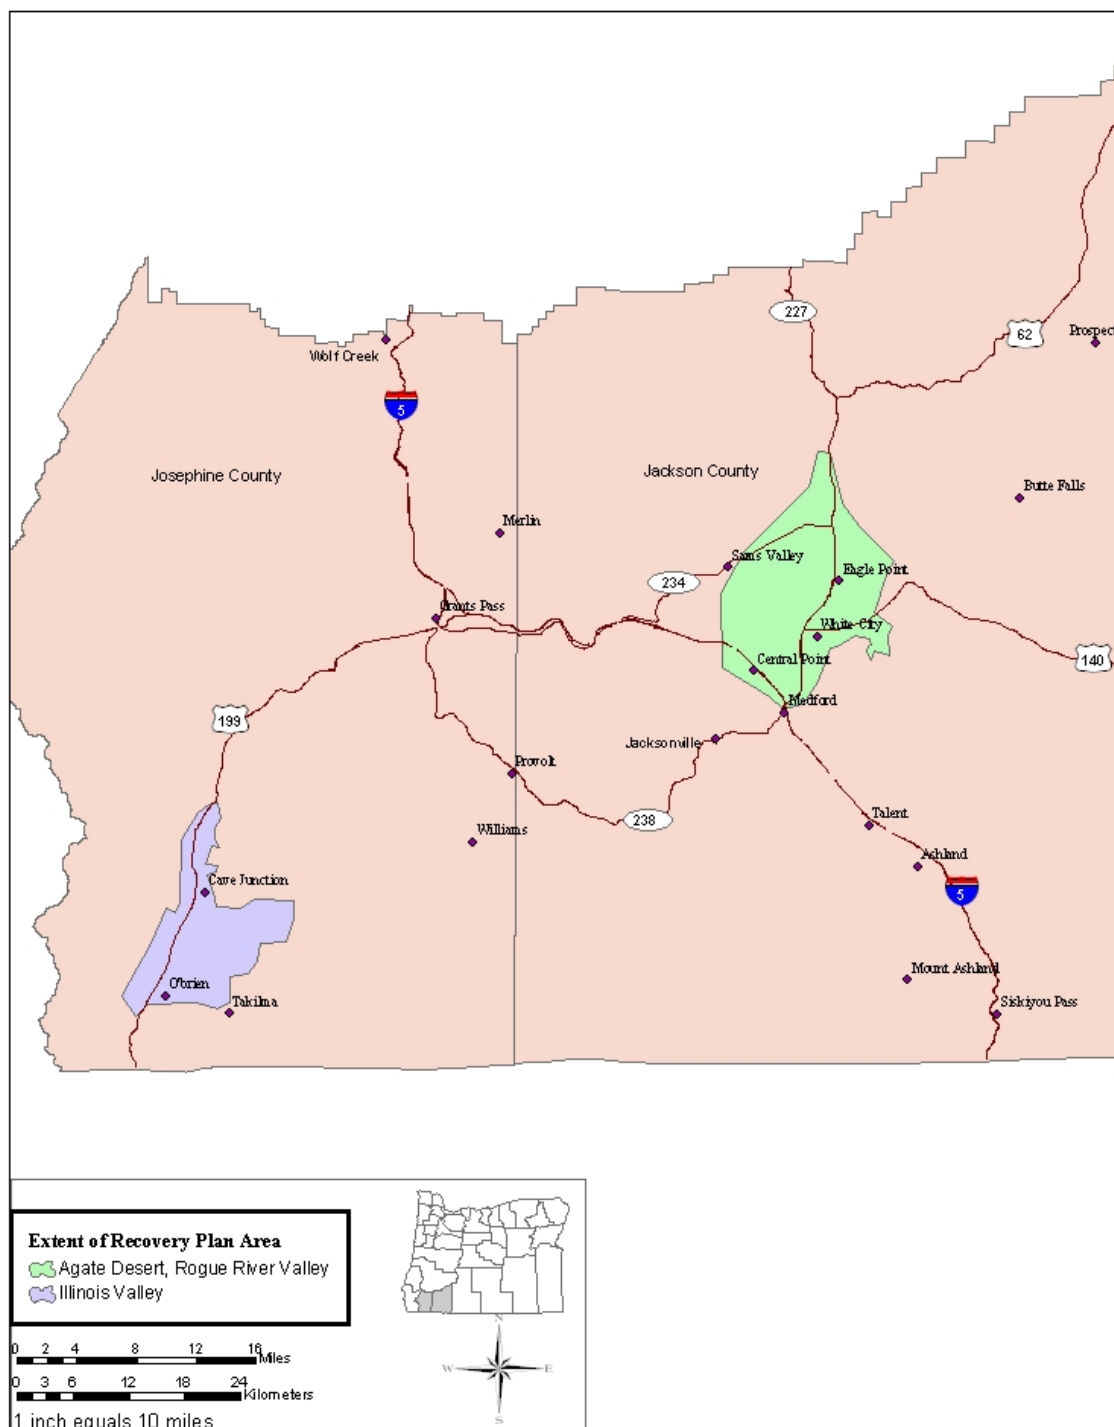 227
62
Prospect
Wolf Creek
5
Josephine County
Jackson County
Butte Falls
Merlin
Sams Valley
234
Eagle Point
Grants Pass
White City
Central Point
140
199
Medford
Jacksonville
Provolt
238
Talent
Williams
Ashland
Cave Junction
5
Mount Ashland
O'brien
Takilma
Siskiyou Pass
Extent of Recovery Plan Area
Agate Desert, Rogue River Valley
Illinois Valley
N
W E
S
0 2 4 8 12 16
Miles
0 3 6 12 18 24
Kilometers
1 inch equals 10 miles